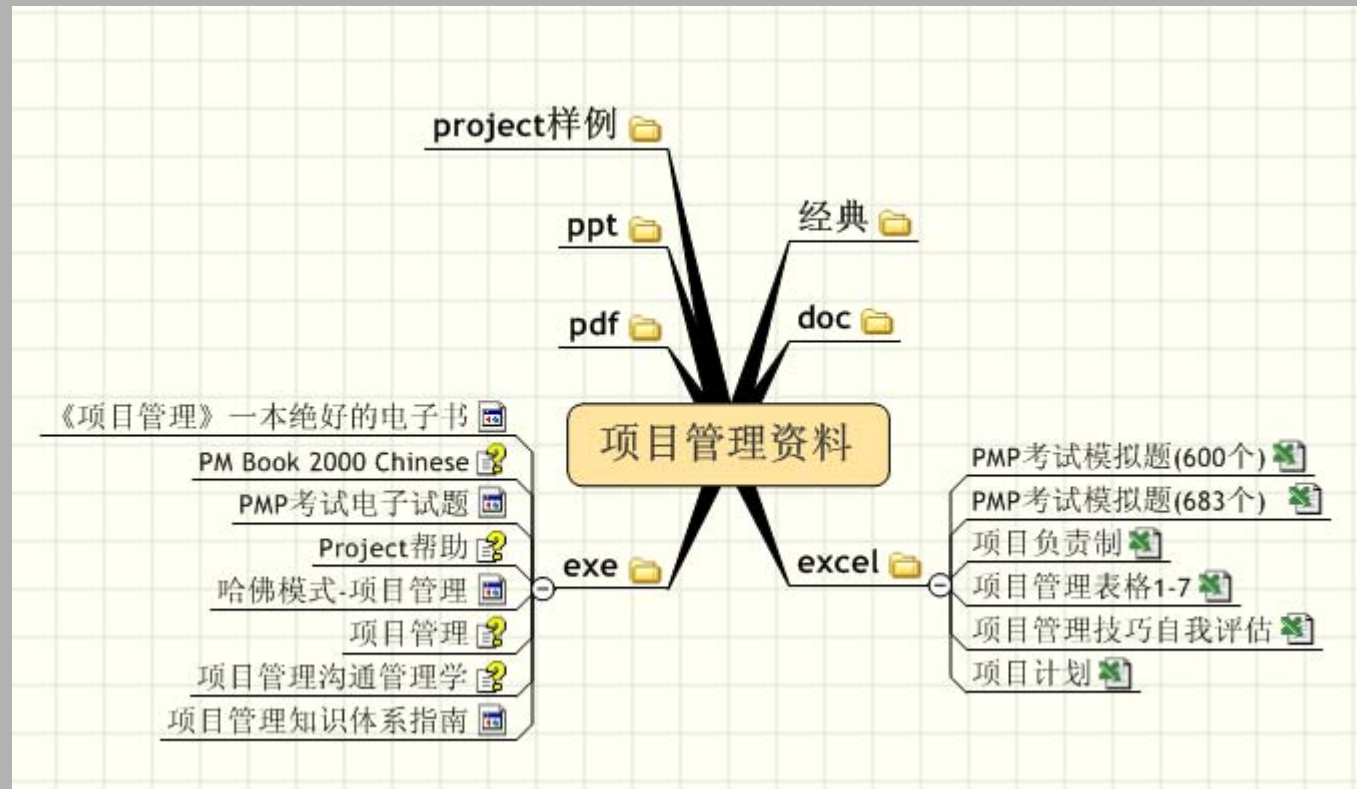 project样例
ppt
pdf
经典
doc
项目管理资料
exe
《项目管理》一本绝好的电子书
PM Book 2000 Chinese
PMP考试电子试题
Project帮助
哈佛模式-项目管理
项目管理
项目管理沟通管理学
项目管理知识体系指南
excel
PMP考试模拟题(600个)
PMP考试模拟题(683个)
项目负责制
项目管理表格1-7
项目管理技巧自我评估
项目计划